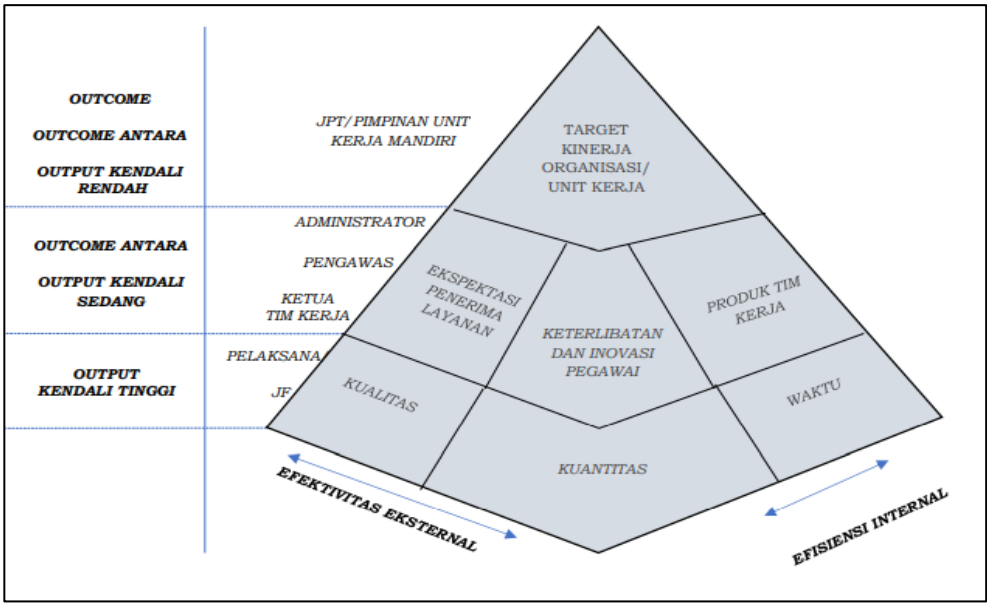 OUTCOME
OUTCOME ANTARA
OUTPUT KENDALI
RENDAH
JPT/PIMPINAN UNIT
KERJA MANDIRI
TARGET
KINERJA
ORGANISASI/
UNIT KERJA
OUTCOME ANTARA
OUTPUT KENDALI
SEDANG
ADMINISTRATOR
PENGAWAS
KETUA
TIM KERJA
EKSPEKTASI
PENERIMA
LAYANAN
KETERLIBATAN
DAN INOVASI
PEGAWAI
PRODUK TIM
KERJA
OUTPUT
KENDALI TINGGI
PELAKSANA/
JF
KUALITAS
KUANTITAS
WAKTU
EFEKTIVITAS EKSTERNAL
EFISIENSI INTERNAL